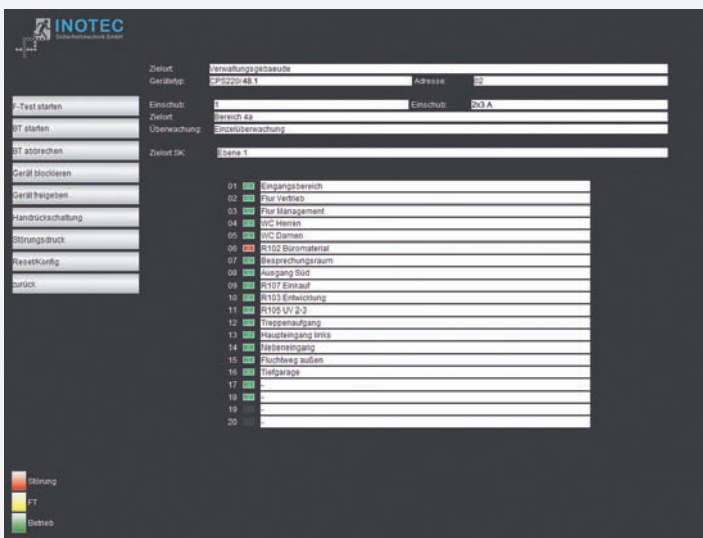 INOTEC
Sicherheitstechnik GmbH
Zielort: Verwaltungsgebaeude
Gerätetyp: CPS220/48.1 Adresse: 02
Einschub: 1 Einschub: 2x3 A
Zielort: Bereich 4a
Überwachung: Einzelüberwachung
Zielort SK: Ebene 1
F-Test starten
BT starten
BT abbrechen
Gerät blockieren
Gerät freigeben
Handrückschaltung
Störungsdruck
Reset/Konfig.
zurück
01 Eingangsbereich
02 Flur Vertrieb
03 Flur Management
04 WC Herren
05 WC Damen
06 R102 Büromaterial
07 Besprechungsraum
08 Ausgang Süd
09 R107 Einkauf
10 R103 Entwicklung
11 R105 UV 2-3
12 Treppenaufgang
13 Haupteingang links
14 Nebeneingang
15 Fluchtweg außen
16 Tiefgarage
17 -
18 -
19 -
20 -
Störung
FT
Betrieb